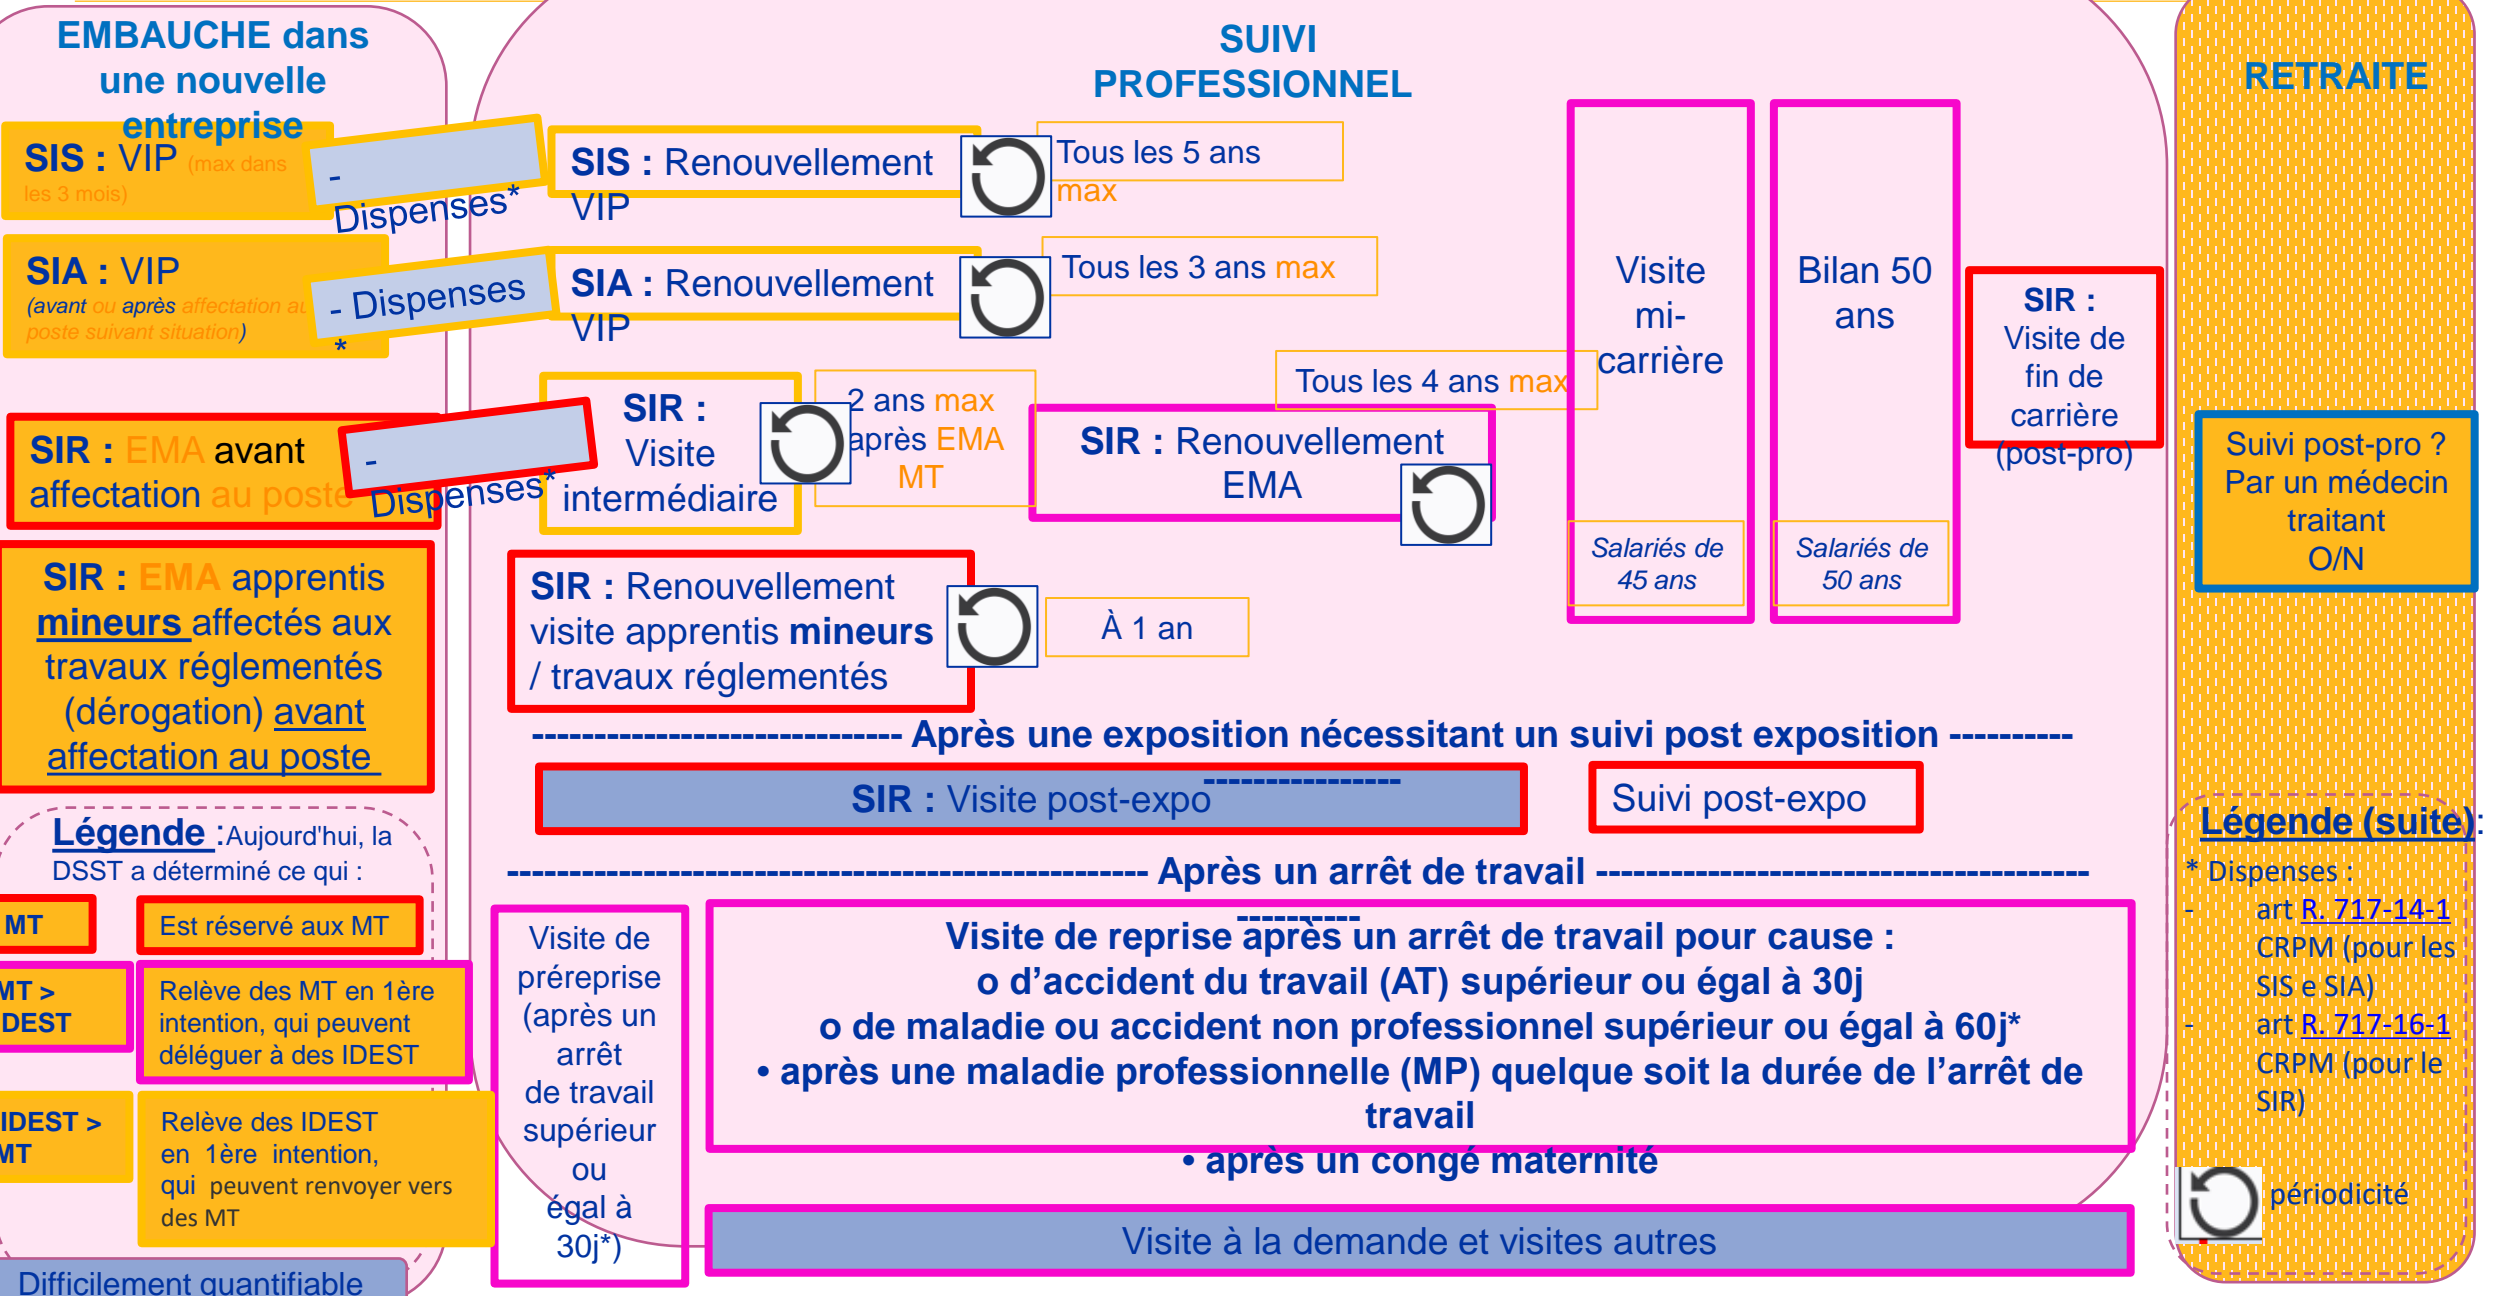 EMBAUCHE dans
une nouvelle
entreprise
SIS : VIP (max dans
les 3 mois)
- Dispenses*
SIA : VIP
(avant ou après affectation au
poste suivant situation)
- Dispenses
*
SIR : EMA avant
affectation au poste
- Dispenses*
SIR : EMA apprentis
mineurs affectés aux
travaux réglementés
(dérogation) avant
affectation au poste
Légende :Aujourd'hui, la
DSST a déterminé ce qui :
MT
Est réservé aux MT
MT >
IDEST
Relève des MT en 1ère
intention, qui peuvent
déléguer à des IDEST
IDEST >
MT
Relève des IDEST
en 1ère intention,
qui peuvent renvoyer vers
des MT
Difficilement quantifiable
SUIVI
PROFESSIONNEL
SIS : Renouvellement
VIP
Tous les 5 ans
max
SIA : Renouvellement
VIP
Tous les 3 ans max
SIR :
Visite
intermédiaire
2 ans max
après EMA
MT
Tous les 4 ans max
SIR : Renouvellement
EMA
SIR : Renouvellement
visite apprentis mineurs
/ travaux réglementés
À 1 an
Visite
mi-
carrière
Salariés de
45 ans
Bilan 50
ans
Salariés de
50 ans
SIR :
Visite de
fin de
carrière
(post-pro)
------------------------------ Après une exposition nécessitant un suivi post exposition ----------
----------------
SIR : Visite post-expo
Suivi post-expo
---------------------------------------------------- Après un arrêt de travail ----------------------------------------
----------
Visite de
préreprise
(après un
arrêt
de travail
supérieur
ou
égal à
30j*)
Visite de reprise après un arrêt de travail pour cause :
o d’accident du travail (AT) supérieur ou égal à 30j
o de maladie ou accident non professionnel supérieur ou égal à 60j*
• après une maladie professionnelle (MP) quelque soit la durée de l’arrêt de
travail
• après un congé maternité
Visite à la demande et visites autres
RETRAITE
Suivi post-pro ?
Par un médecin
traitant
O/N
Légende (suite):
* Dispenses :
- art R. 717-14-1
CRPM (pour les
SIS e SIA)
- art R. 717-16-1
CRPM (pour le
SIR)
périodicité